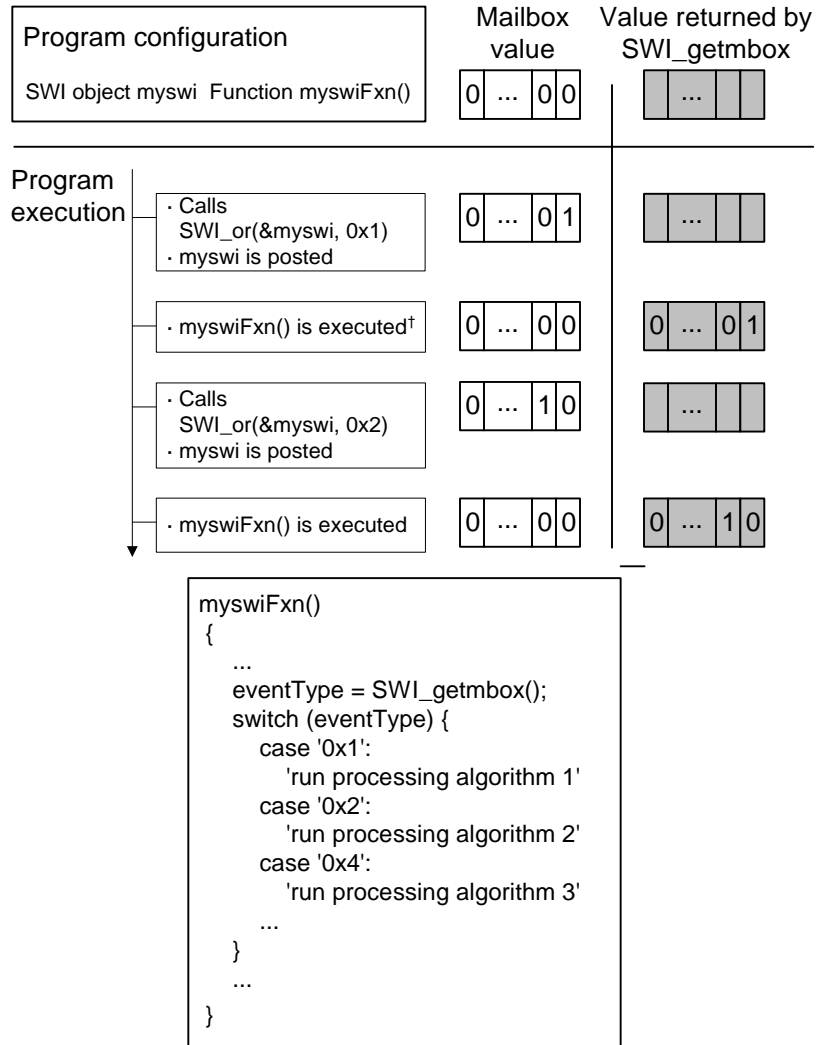 Program configuration
SWI object myswi Function myswiFxn()
Mailbox
value
Value returned by
SWI_getmbox
0 ... 0 0
...
Program
execution
· Calls
SWI_or(&myswi, 0x1)
· myswi is posted
0 ... 0 1
...
· myswiFxn() is executed†
0 ... 0 0
0 ... 0 1
· Calls
SWI_or(&myswi, 0x2)
· myswi is posted
0 ... 1 0
...
· myswiFxn() is executed
0 ... 0 0
0 ... 1 0
myswiFxn()
{
...
eventType = SWI_getmbox();
switch (eventType) {
case '0x1':
'run processing algorithm 1'
case '0x2':
'run processing algorithm 2'
case '0x4':
'run processing algorithm 3'
...
}
...
}